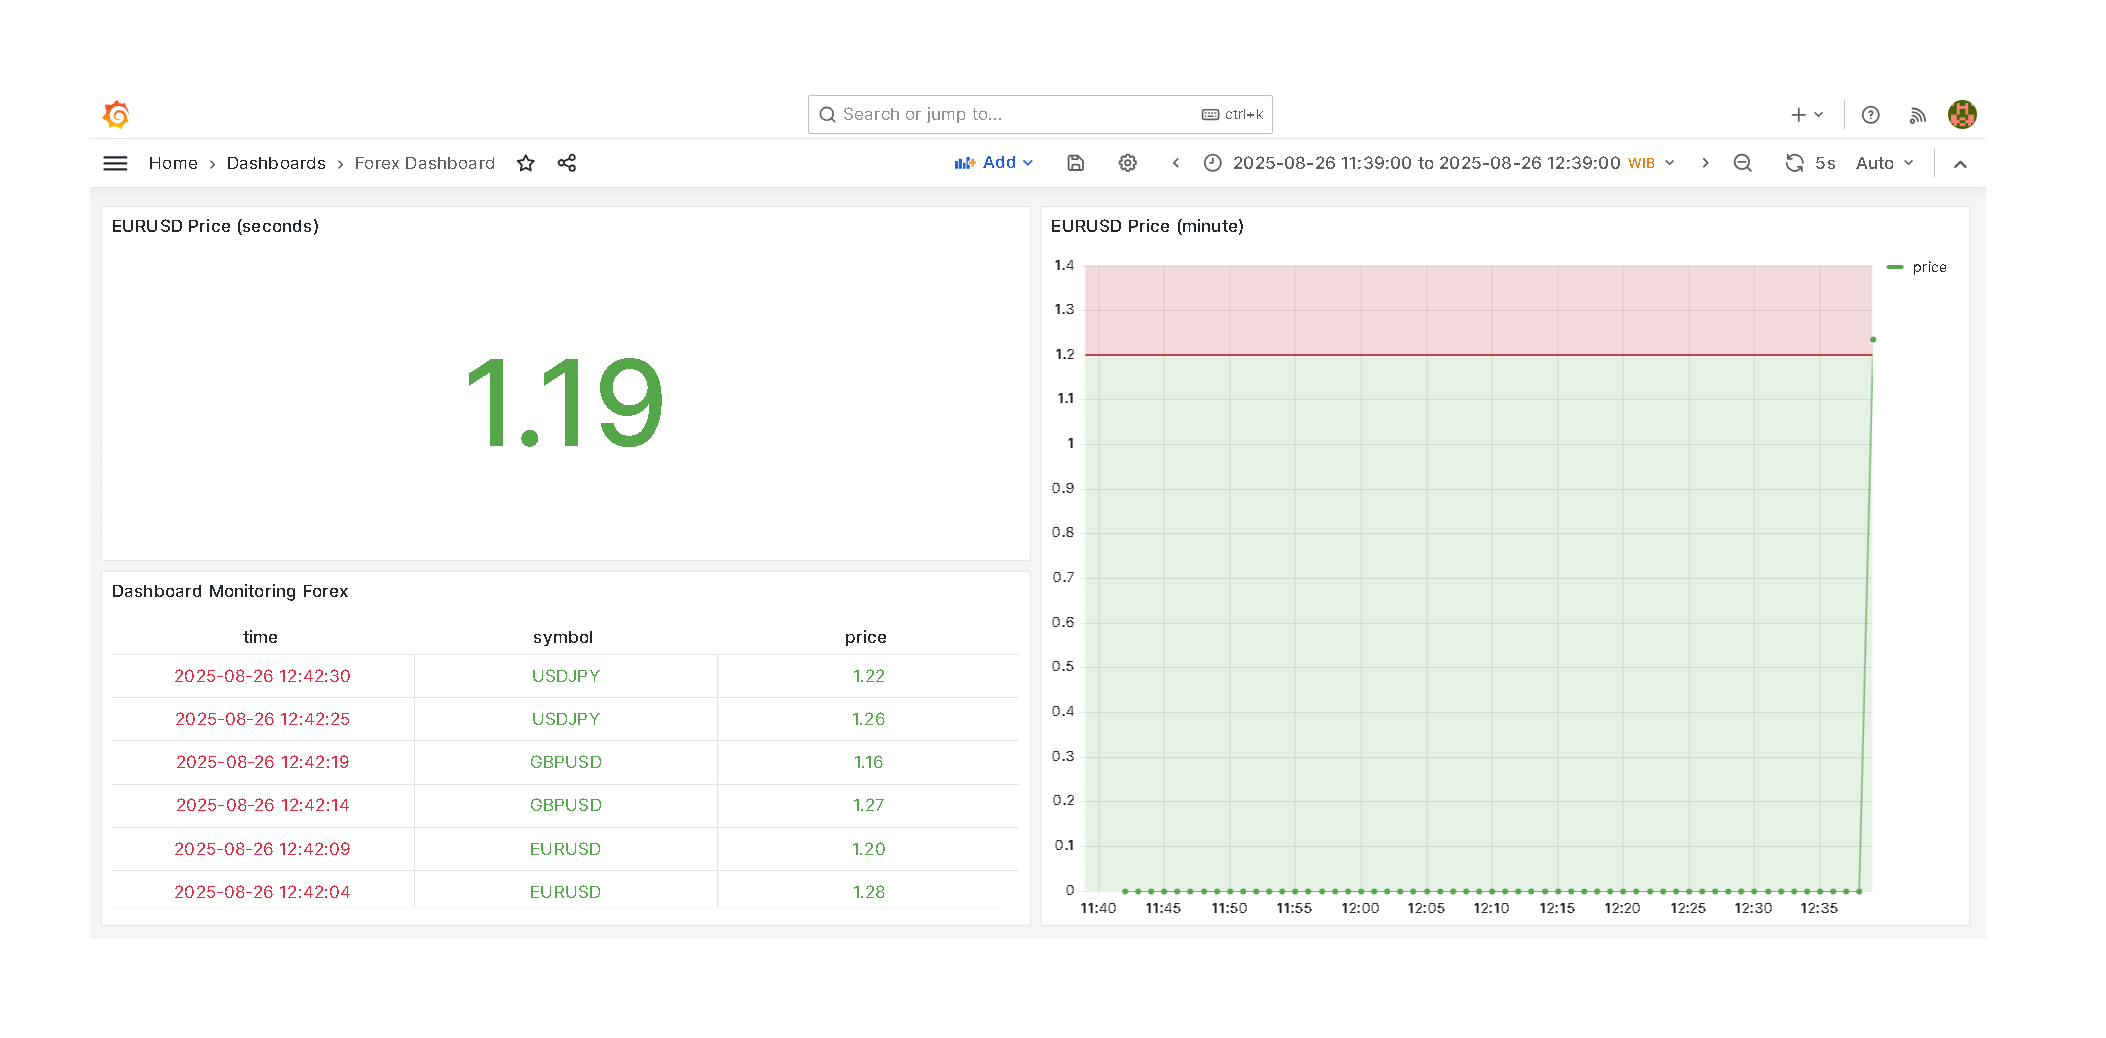 Search or jump to... ctrl+k
Home › Dashboards › Forex Dashboard Add 2025-08-26 11:39:00 to 2025-08-26 12:39:00 WIB 5s Auto
EURUSD Price (seconds)
1.19
Dashboard Monitoring Forex
time symbol price
2025-08-26 12:42:30 USDJPY 1.22
2025-08-26 12:42:25 USDJPY 1.26
2025-08-26 12:42:19 GBPUSD 1.16
2025-08-26 12:42:14 GBPUSD 1.27
2025-08-26 12:42:09 EURUSD 1.20
2025-08-26 12:42:04 EURUSD 1.28
EURUSD Price (minute)
1.4
1.3
1.2
1.1
1
0.9
0.8
0.7
0.6
0.5
0.4
0.3
0.2
0.1
0
11:40 11:45 11:50 11:55 12:00 12:05 12:10 12:15 12:20 12:25 12:30 12:35
price